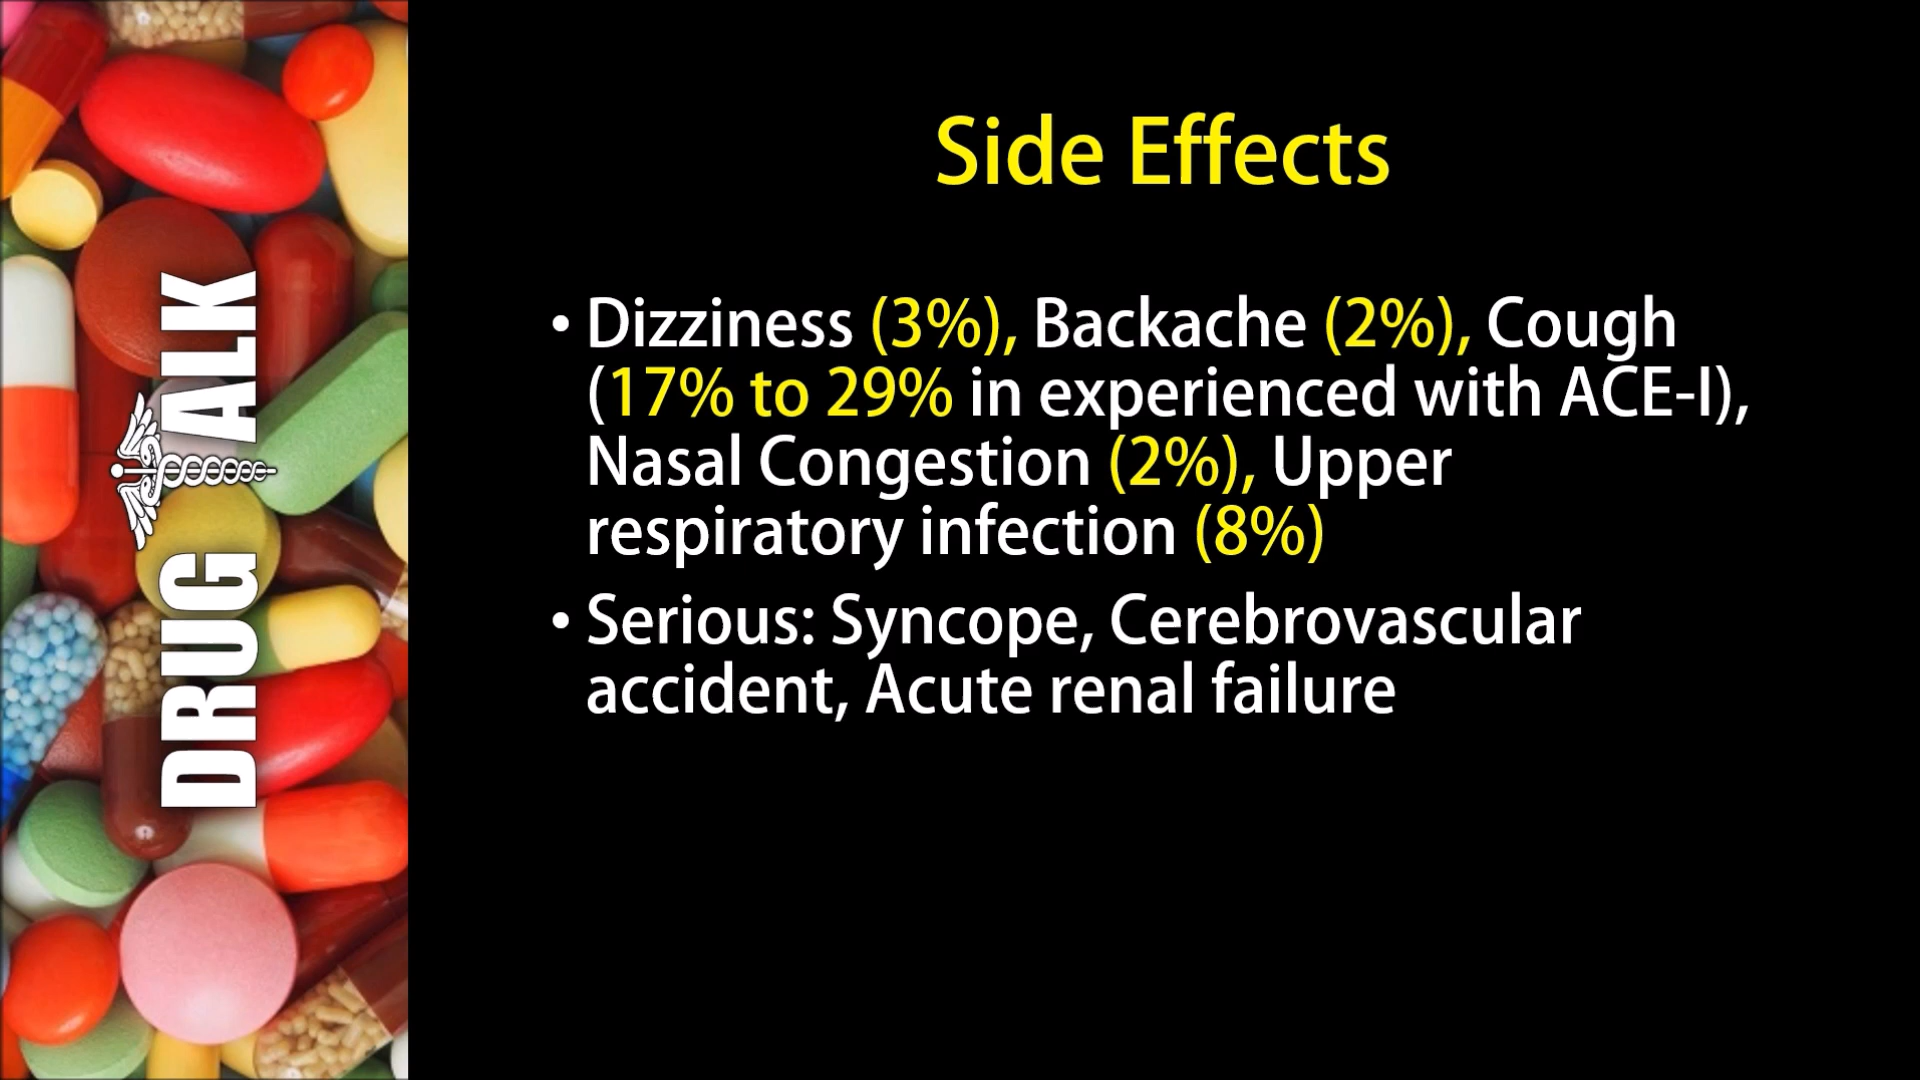 DRUG TALK
Side Effects
• Dizziness (3%), Backache (2%), Cough
(17% to 29% in experienced with ACE-I),
Nasal Congestion (2%), Upper
respiratory infection (8%)
• Serious: Syncope, Cerebrovascular
accident, Acute renal failure